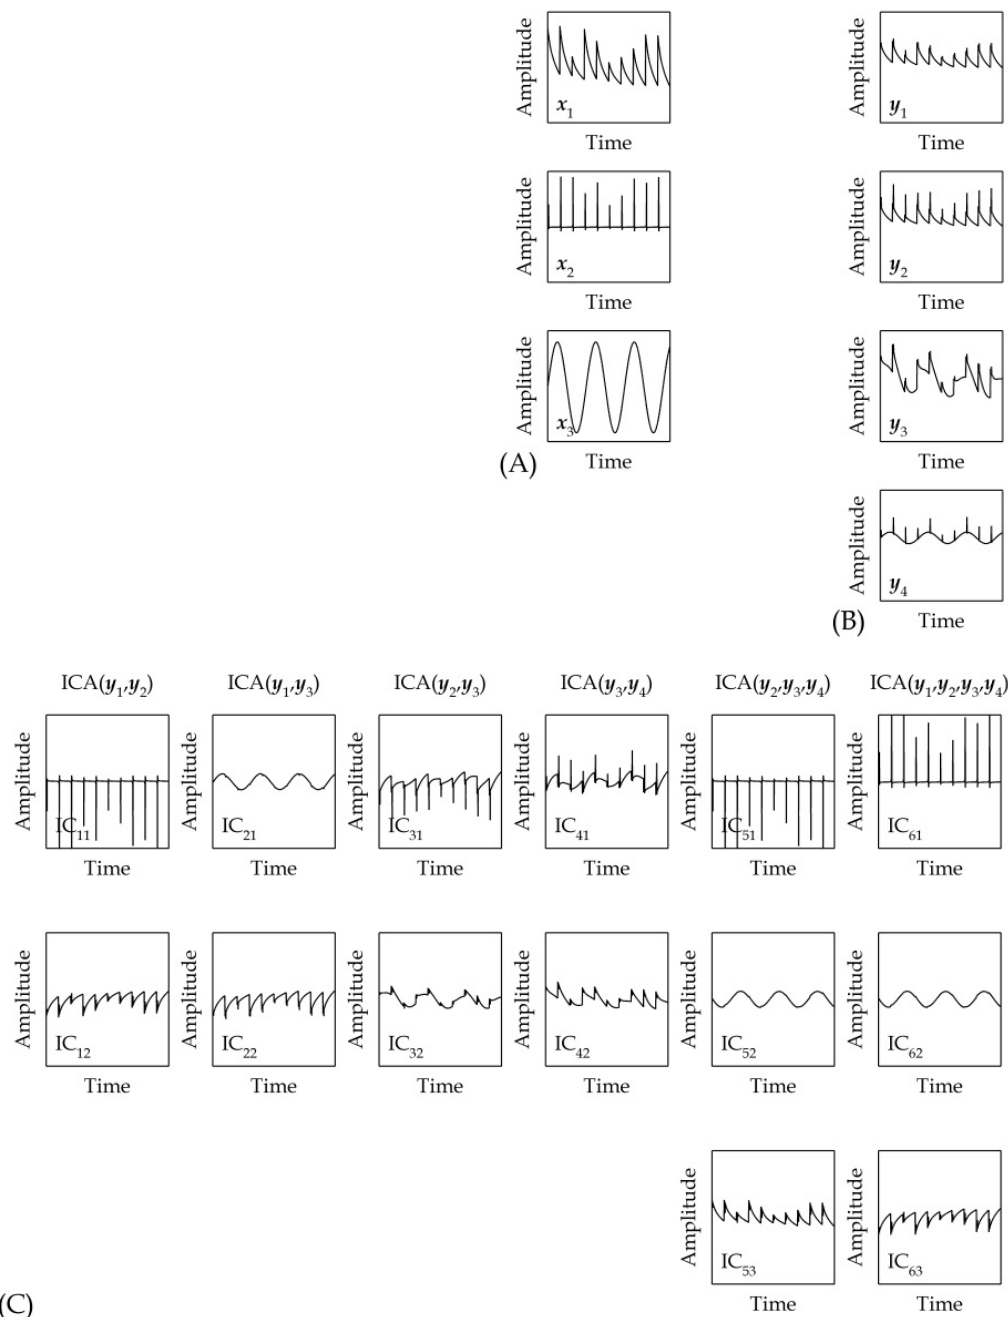 Amplitude
x1
Time
Amplitude
y1
Time
Amplitude
x2
Time
Amplitude
y2
Time
Amplitude
x3
Time
(A)
Amplitude
y3
Time
Amplitude
y4
Time
(B)
ICA(y1,y2)
ICA(y1,y3)
ICA(y2,y3)
ICA(y3,y4)
ICA(y2,y3,y4)
ICA(y1,y2,y3,y4)
Amplitude
IC11
Time
Amplitude
IC21
Time
Amplitude
IC31
Time
Amplitude
IC41
Time
Amplitude
IC51
Time
Amplitude
IC61
Time
Amplitude
IC12
Time
Amplitude
IC22
Time
Amplitude
IC32
Time
Amplitude
IC42
Time
Amplitude
IC52
Time
Amplitude
IC62
Time
Amplitude
IC53
Time
Amplitude
IC63
Time
(C)